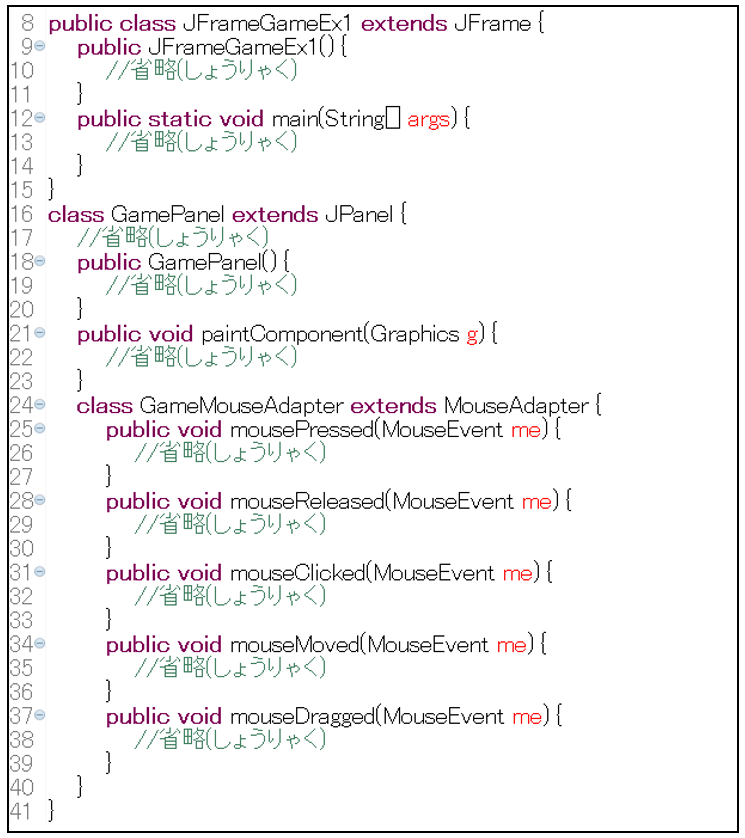 8 public class JFrameGameEx1 extends JFrame {
9 public JFrameGameEx1(){
10 //省略(しょうりゃく)
11 }
12 public static void main(String[] args){
13 //省略(しょうりゃく)
14 }
15 }
16 class GamePanel extends JPanel {
17 //省略(しょうりゃく)
18 public GamePanel(){
19 //省略(しょうりゃく)
20 }
21 public void paintComponent(Graphics g){
22 //省略(しょうりゃく)
23 }
24 class GameMouseAdapter extends MouseAdapter {
25 public void mousePressed(MouseEvent me){
26 //省略(しょうりゃく)
27 }
28 public void mouseReleased(MouseEvent me){
29 //省略(しょうりゃく)
30 }
31 public void mouseClicked(MouseEvent me){
32 //省略(しょうりゃく)
33 }
34 public void mouseMoved(MouseEvent me){
35 //省略(しょうりゃく)
36 }
37 public void mouseDragged(MouseEvent me){
38 //省略(しょうりゃく)
39 }
40 }
41 }